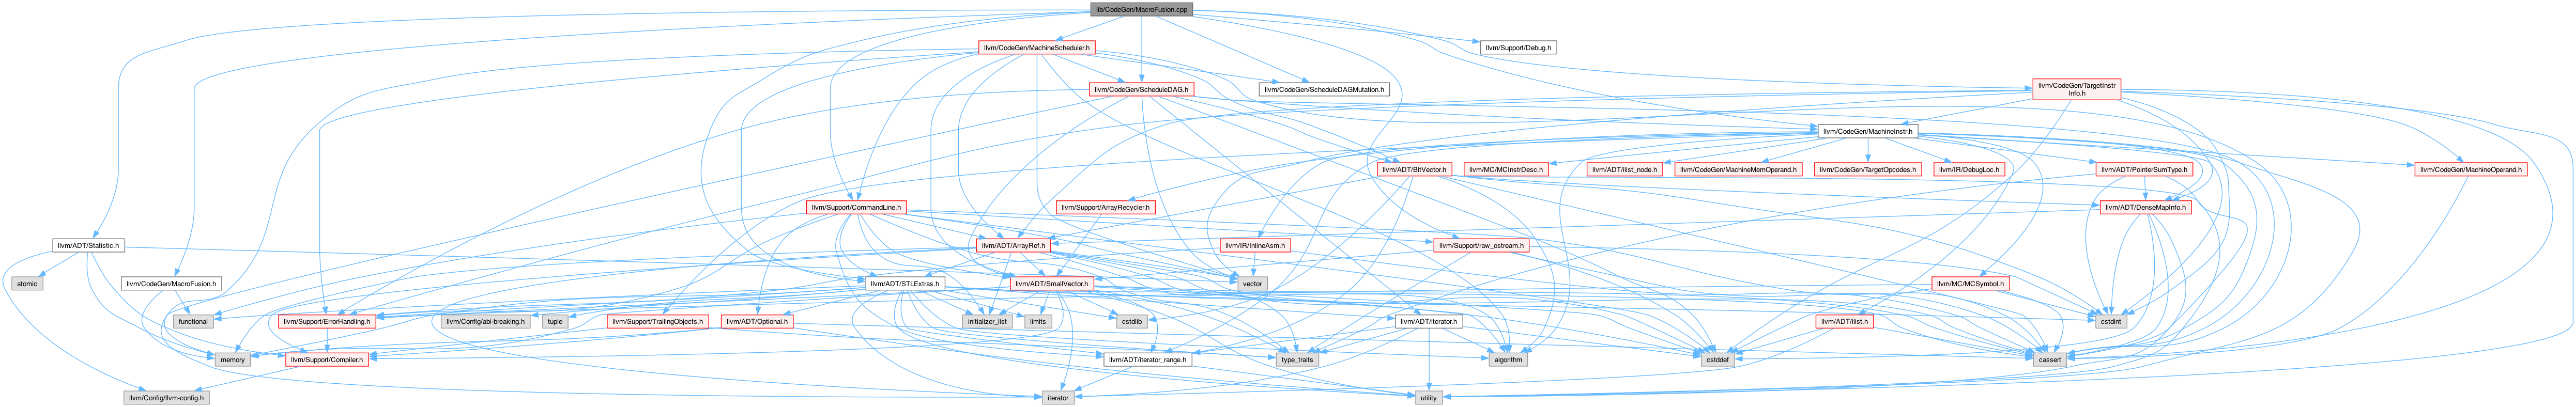 lib/CodeGen/MacroFusion.cpp
llvm/CodeGen/MachineScheduler.h
llvm/Support/Debug.h
llvm/CodeGen/ScheduleDAG.h
llvm/CodeGen/ScheduleDAGMutation.h
llvm/CodeGen/TargetInstr
Info.h
llvm/CodeGen/MachineInstr.h
llvm/ADT/BitVector.h
llvm/MC/MCInstrDesc.h
llvm/ADT/ilist_node.h
llvm/CodeGen/MachineMemOperand.h
llvm/CodeGen/TargetOpcodes.h
llvm/IR/DebugLoc.h
llvm/ADT/PointerSumType.h
llvm/CodeGen/MachineOperand.h
llvm/Support/CommandLine.h
llvm/Support/ArrayRecycler.h
llvm/ADT/DenseMapInfo.h
llvm/ADT/Statistic.h
llvm/ADT/ArrayRef.h
llvm/IR/InlineAsm.h
llvm/Support/raw_ostream.h
atomic
llvm/CodeGen/MacroFusion.h
llvm/ADT/STLExtras.h
llvm/ADT/SmallVector.h
vector
llvm/MC/MCSymbol.h
functional
llvm/Support/ErrorHandling.h
llvm/Config/abi-breaking.h
tuple
llvm/Support/TrailingObjects.h
llvm/ADT/Optional.h
initializer_list
limits
cstdlib
llvm/ADT/iterator.h
llvm/ADT/ilist.h
cstdint
memory
llvm/Support/Compiler.h
llvm/ADT/iterator_range.h
type_traits
algorithm
cstddef
cassert
llvm/Config/llvm-config.h
iterator
utility